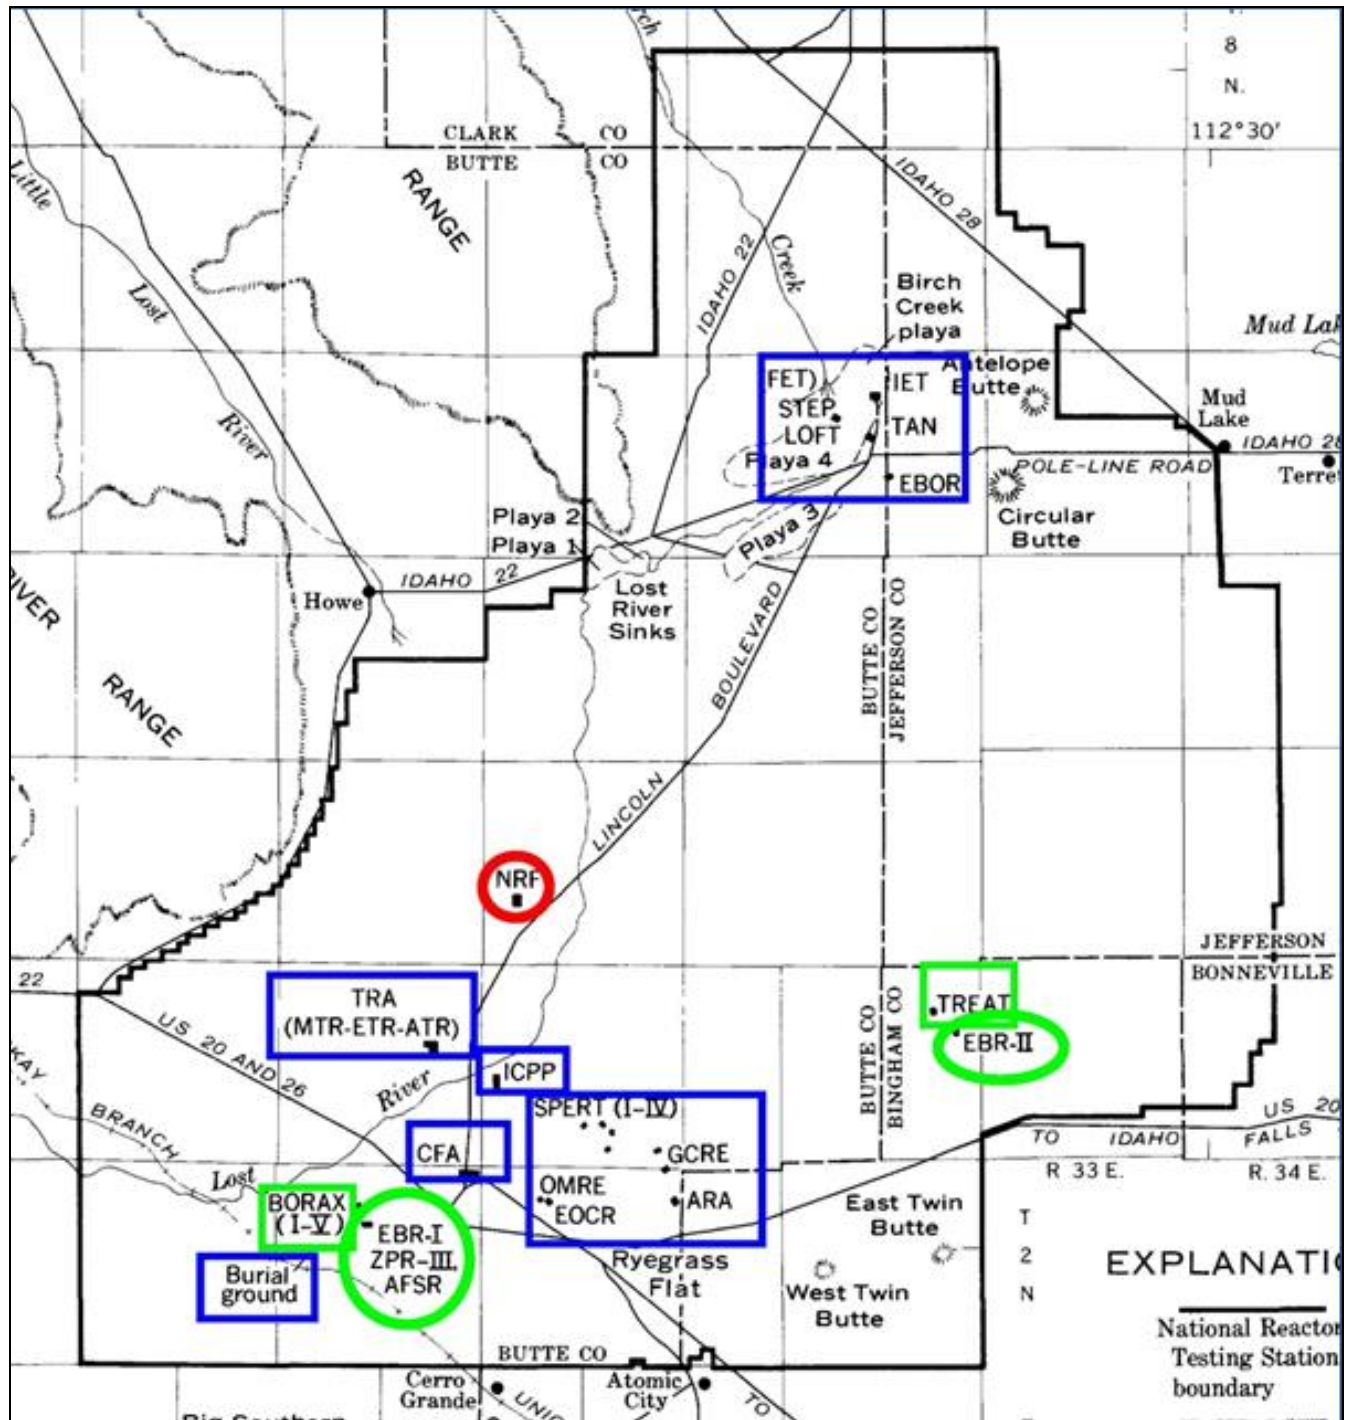 8
N.
112°30'
CLARK CO
BUTTE CO
RANGE
IDAHO 28
Little
Lost
River
Creek
IDAHO 22
Birch
Creek
playa
Mud
Antelope
Butte
(FET)
IET
STEP
LOFT
TAN
Playa 4
EBOR
Mud
Lake
IDAHO 28
POLE-LINE ROAD
Circular
Butte
Playa 3
Playa 2
Playa 1
Lost
River
Sinks
IDAHO 22
Howe
RANGE
BUTTE CO
JEFFERSON CO
LINCOLN BOULEVARD
NRF
JEFFERSON
BONNEVILLE
22
TRA
(MTR-ETR-ATR)
US 20 AND 26
TREAT
EBR-II
BUTTE CO
BINGHAM CO
ICPP
River
SPERT (I-IV)
BRANCH
CFA
GCRE
US 20
TO IDAHO FALLS
R 33 E.
R. 34 E.
Lost
OMRE
EOCR
ARA
BORAX
(I-V)
EBR-I
ZPR-III,
AFSR
Burial
ground
East Twin
Butte
T
2
N
Ryegrass
Flat
West Twin
Butte
National
Testing Station
boundary
BUTTE CO
Cerro
Grande
Atomic
City
TO